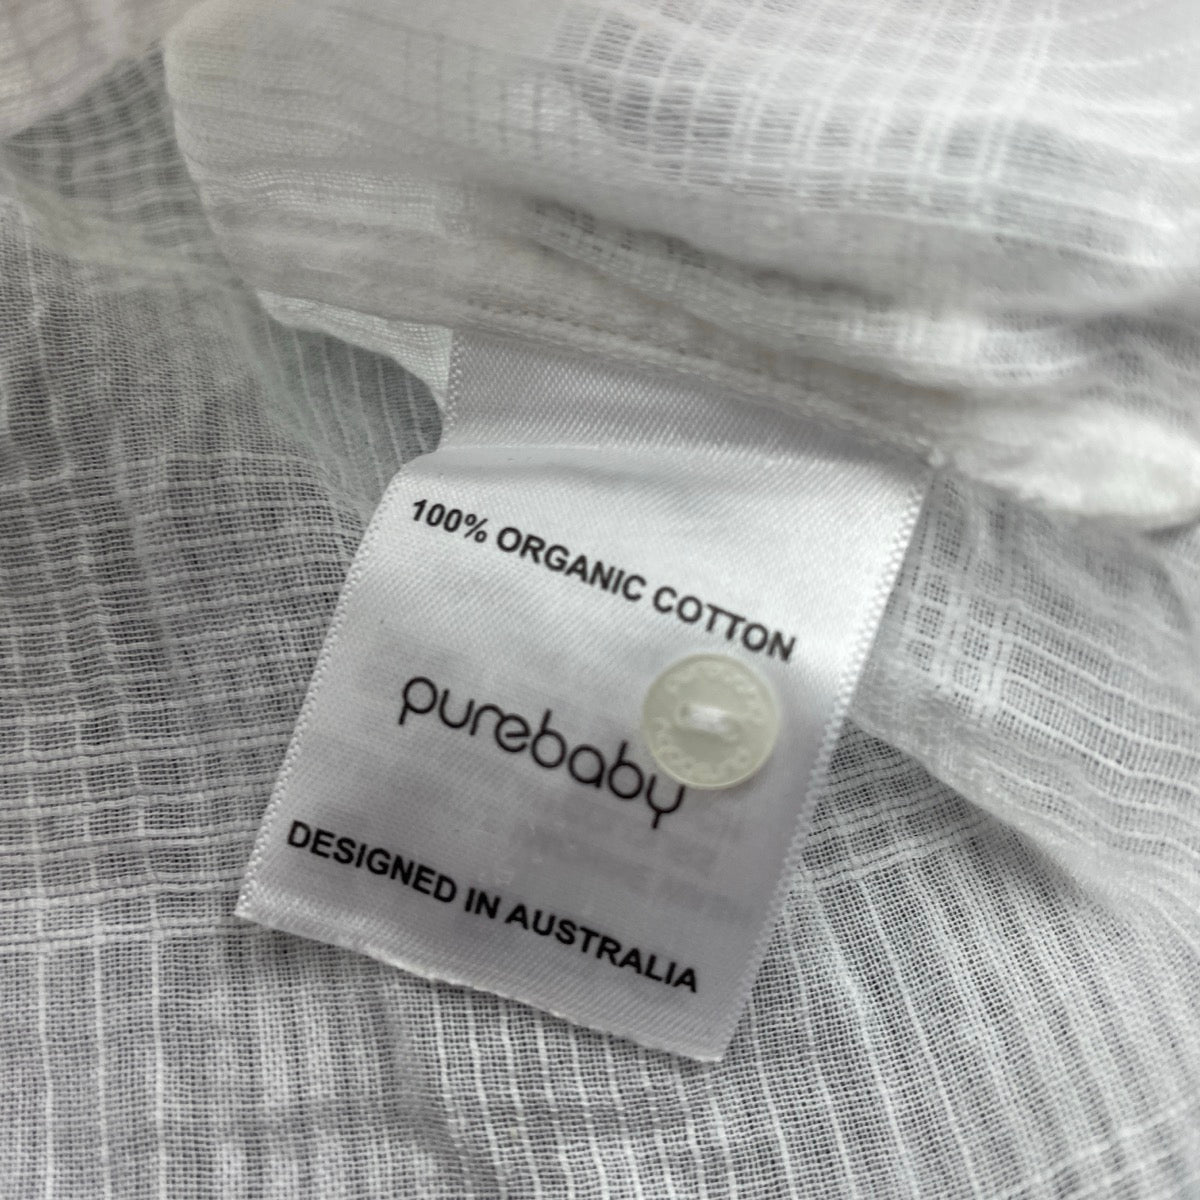 100% ORGANIC COTTON
purebaby
DESIGNED IN AUSTRALIA